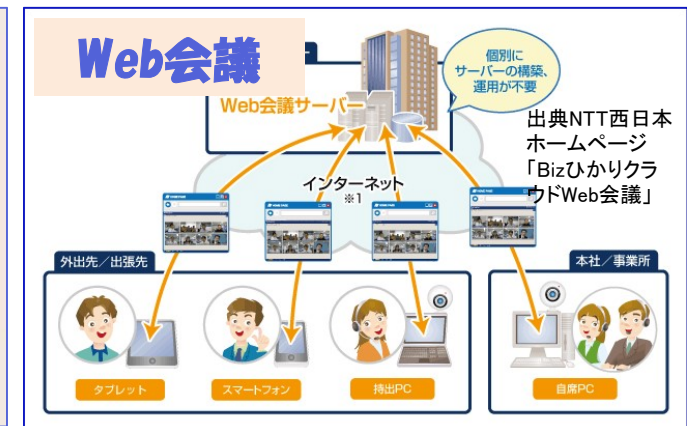 Web会議
Web会議サーバー
個別に
サーバーの構築、
運用が不要
出典NTT西日本
ホームページ
「Bizひかりクラ
ウドWeb会議」
インターネット
※1
外出先／出張先
本社／事業所
タブレット
スマートフォン
持出PC
自席PC